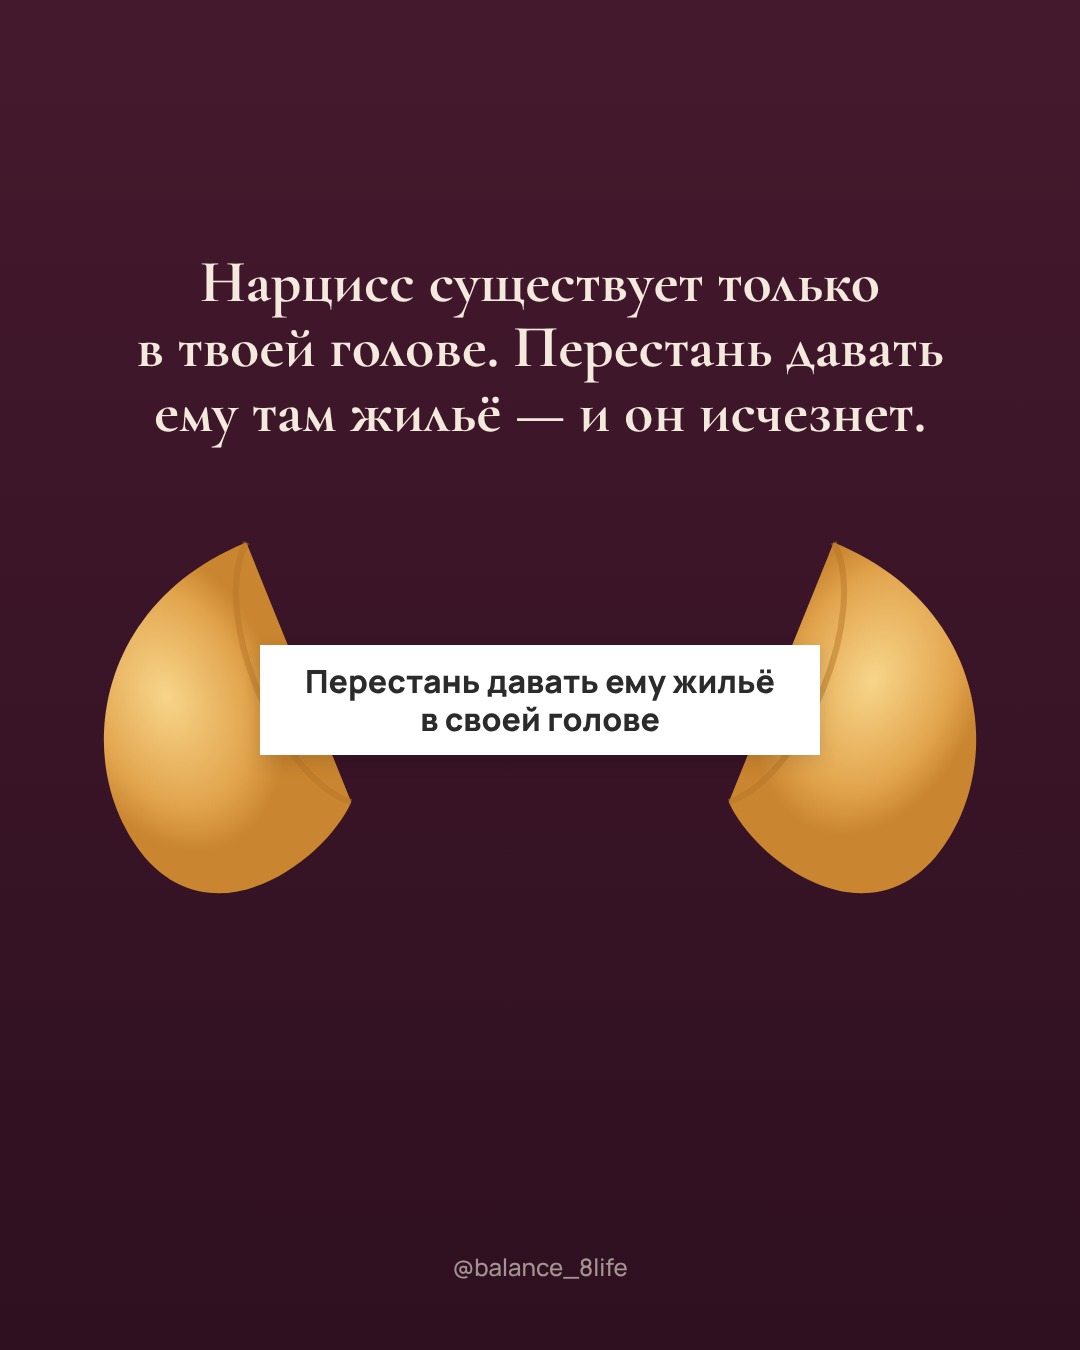 Нарцисс существует только
в твоей голове. Перестань давать
ему там жильё — и он исчезнет.
Перестань давать ему жильё
в своей голове
@balance_8life